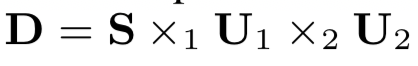 D = S ×₁ U₁ ×₂ U₂